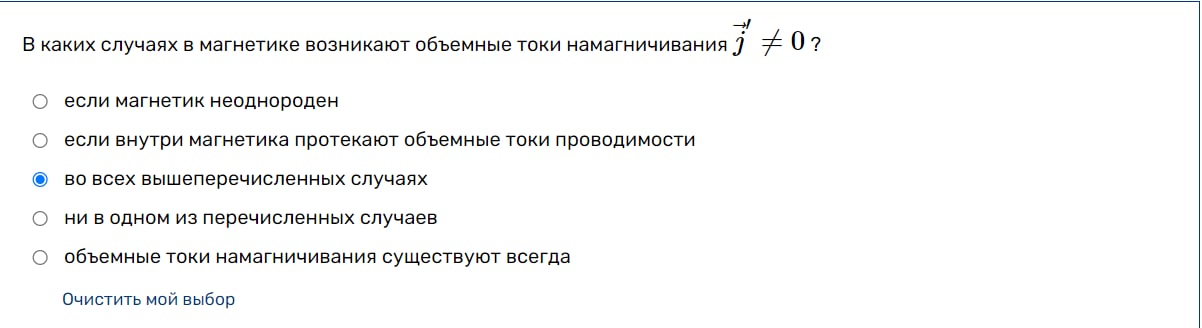 В каких случаях в магнетике возникают объемные токи намагничивания \vec{j}' ≠ 0 ?
если магнетик неоднороден
если внутри магнетика протекают объемные токи проводимости
во всех вышеперечисленных случаях
ни в одном из перечисленных случаев
объемные токи намагничивания существуют всегда
Очистить мой выбор